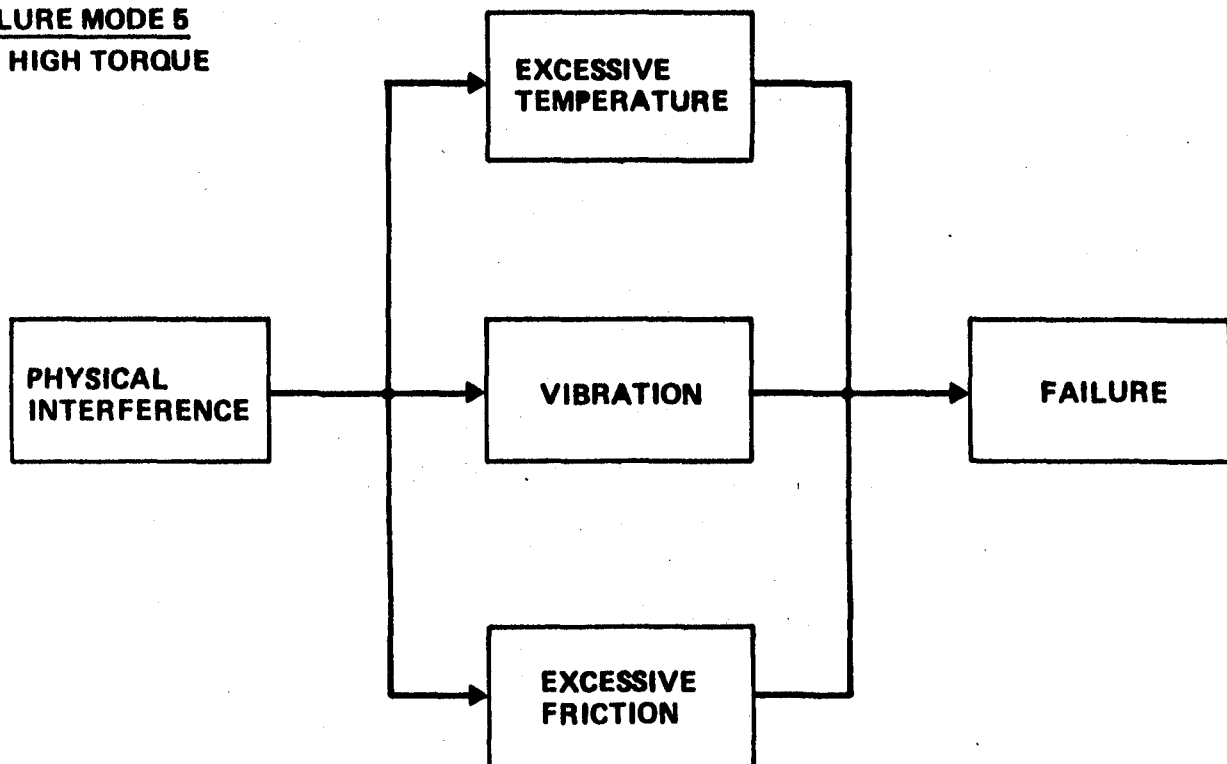 LURE MODE 5
HIGH TORQUE
EXCESSIVE
TEMPERATURE
PHYSICAL
INTERFERENCE
VIBRATION
FAILURE
EXCESSIVE
FRICTION